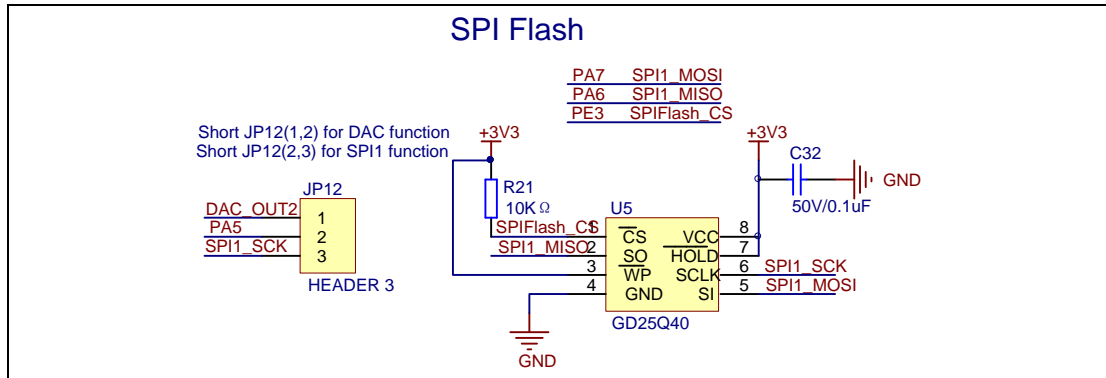 SPI Flash
PA7 SPI1_MOSI
PA6 SPI1_MISO
PE3 SPIFlash_CS
Short JP12(1,2) for DAC function
Short JP12(2,3) for SPI1 function
+3V3
+3V3
C32
GND
50V/0.1uF
R21
10KΩ
JP12
DAC_OUT2 1
PA5 2
SPI1_SCK 3
HEADER 3
U5
SPIFlash_CS 1 CS VCC 8
SPI1_MISO 2 SO HOLD 7
3 WP SCLK 6 SPI1_SCK
4 GND SI 5 SPI1_MOSI
GD25Q40
GND